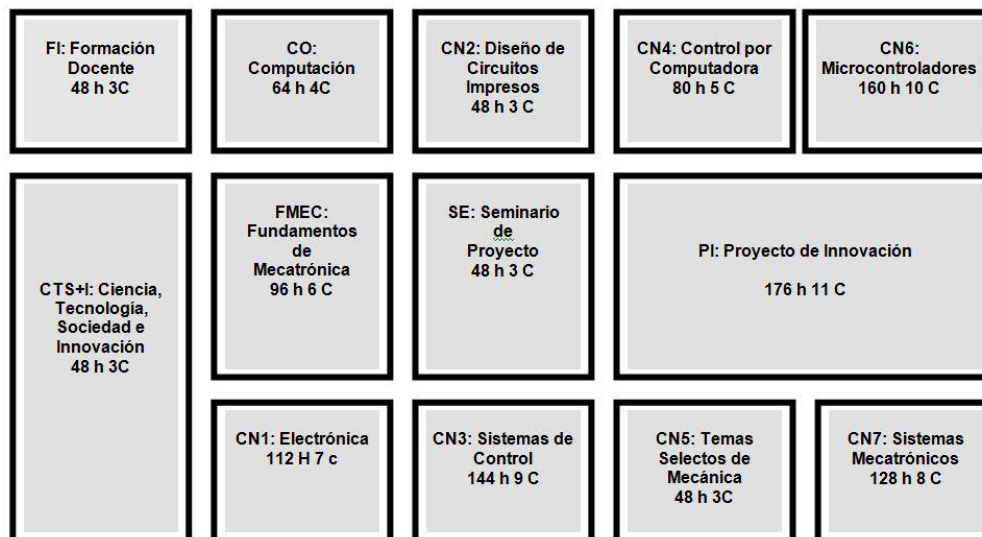 FI: Formación
Docente
48 h 3C
CO:
Computación
64 h 4C
CN2: Diseño de
Circuitos
Impresos
48 h 3 C
CN4: Control por
Computadora
80 h 5 C
CN6:
Microcontroladores
160 h 10 C
CTS+I: Ciencia,
Tecnología,
Sociedad e
Innovación
48 h 3C
FMEC:
Fundamentos
de
Mecatrónica
96 h 6 C
SE: Seminario
de
Proyecto
48 h 3 C
PI: Proyecto de Innovación
176 h 11 C
CN1: Electrónica
112 H 7 c
CN3: Sistemas de
Control
144 h 9 C
CN5: Temas
Selectos de
Mecánica
48 h 3C
CN7: Sistemas
Mecatrónicos
128 h 8 C